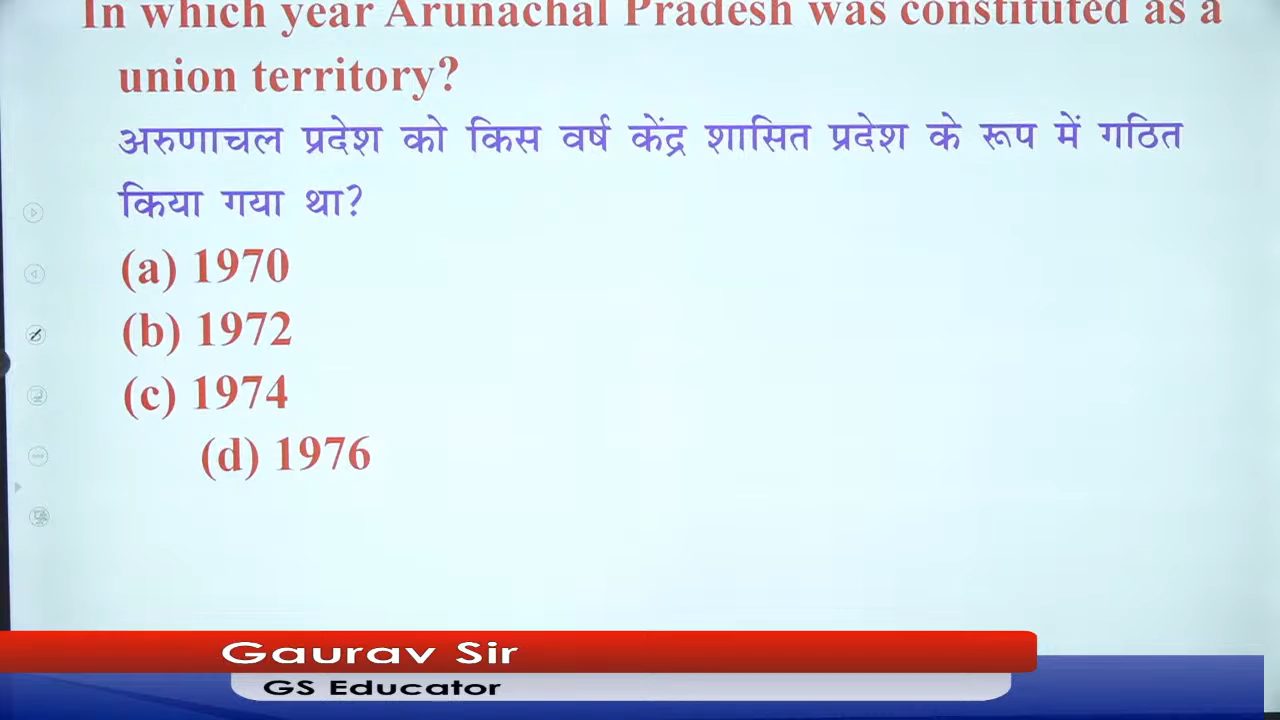 In which year Arunachal Pradesh was constituted as a
union territory?
अरुणाचल प्रदेश को किस वर्ष केंद्र शासित प्रदेश के रूप में गठित
किया गया था?
(a) 1970
(b) 1972
(c) 1974
(d) 1976
Gaurav Sir
GS Educator